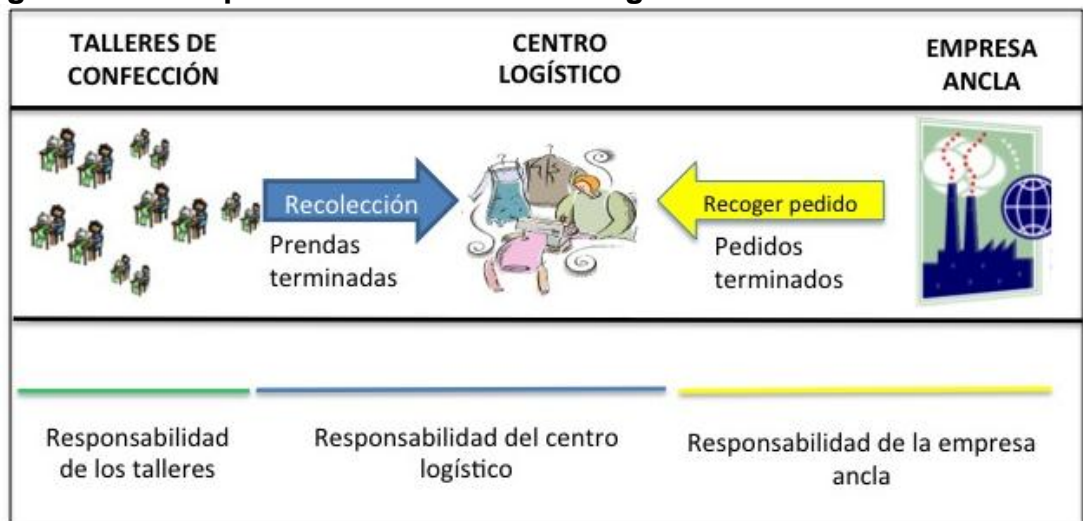 TALLERES DE
CONFECCIÓN
CENTRO
LOGÍSTICO
EMPRESA
ANCLA
Recolección
Prendas
terminadas
Recoger pedido
Pedidos
terminados
Responsabilidad
de los talleres
Responsabilidad del centro
logístico
Responsabilidad de la empresa
ancla